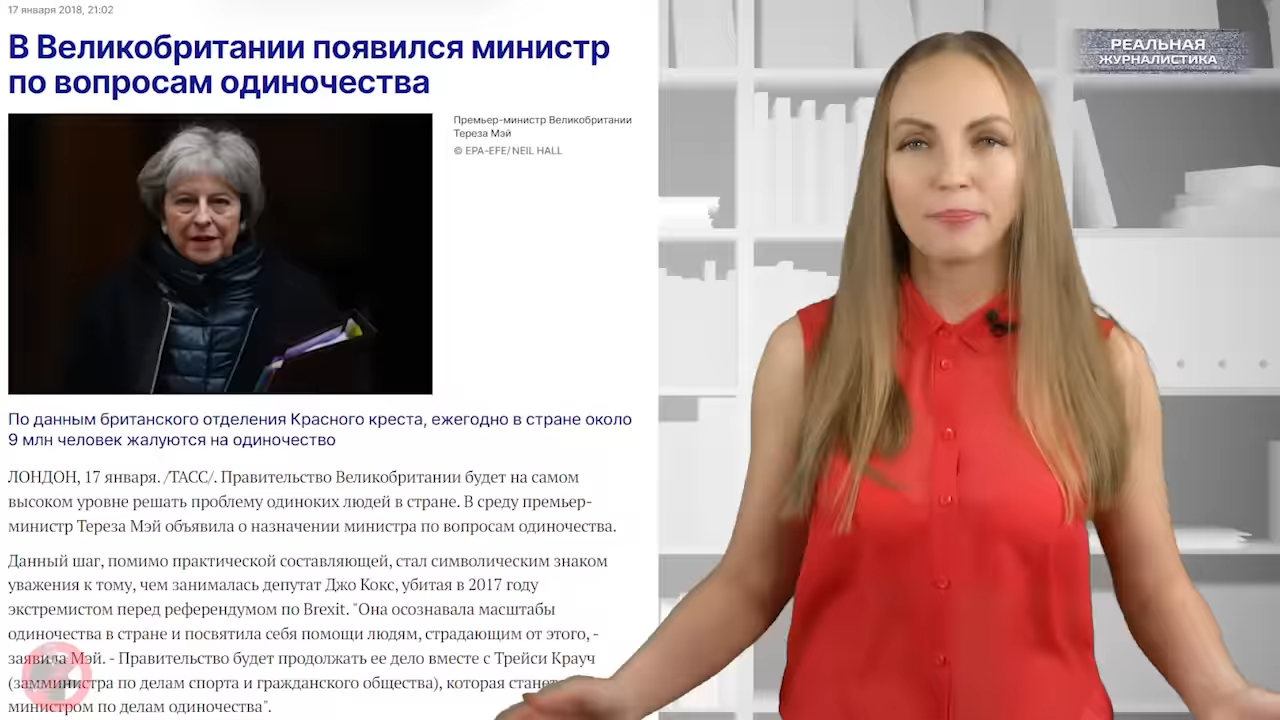 17 января 2018, 21:02
В Великобритании появился министр
по вопросам одиночества
Премьер-министр Великобритании
Тереза Мэй
© EPA-EFE/ NEIL HALL
РЕАЛЬНАЯ
ЖУРНАЛИСТИКА
По данным британского отделения Красного креста, ежегодно в стране около
9 млн человек жалуются на одиночество
ЛОНДОН, 17 января. /ТАСС/. Правительство Великобритании будет на самом
высоком уровне решать проблему одиноких людей в стране. В среду премьер-
министр Тереза Мэй объявила о назначении министра по вопросам одиночества.
Данный шаг, помимо практической составляющей, стал символическим знаком
уважения к тому, чем занималась депутат Джо Кокс, убитая в 2017 году
экстремистом перед референдумом по Brexit. "Она осознавала масштабы
одиночества в стране и посвятила себя помощи людям, страдающим от этого, -
заявила Мэй. - Правительство будет продолжать ее дело вместе с Трейси Крауч
(замминистра по делам спорта и гражданского общества), которая станет
министром по делам одиночества".